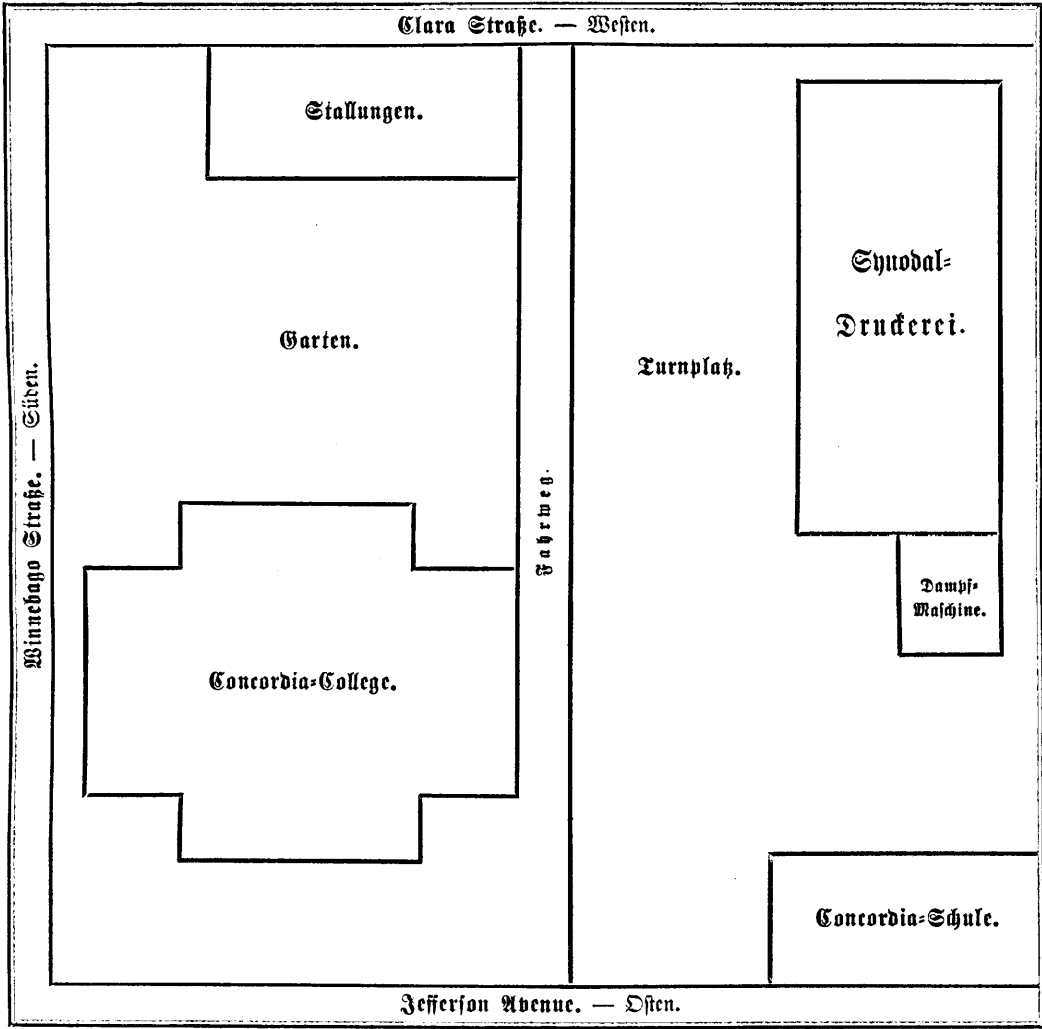 Clara Straße. — Westen.
Stallungen.
Synodal-
Druckerei.
Garten.
Turnplatz.
Winnebago Straße. — Süden.
Fahrweg.
Dampf-
Maschine.
Concordia-College.
Concordia-Schule.
Jefferson Avenue. — Osten.